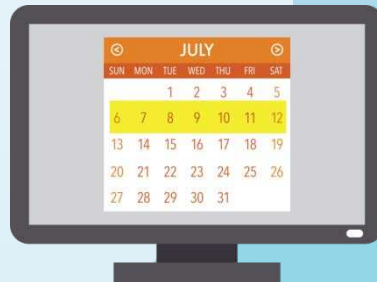 < JULY >
SUN MON TUE WED THU FRI SAT
1 2 3 4 5
6 7 8 9 10 11 12
13 14 15 16 17 18 19
20 21 22 23 24 25 26
27 28 29 30 31